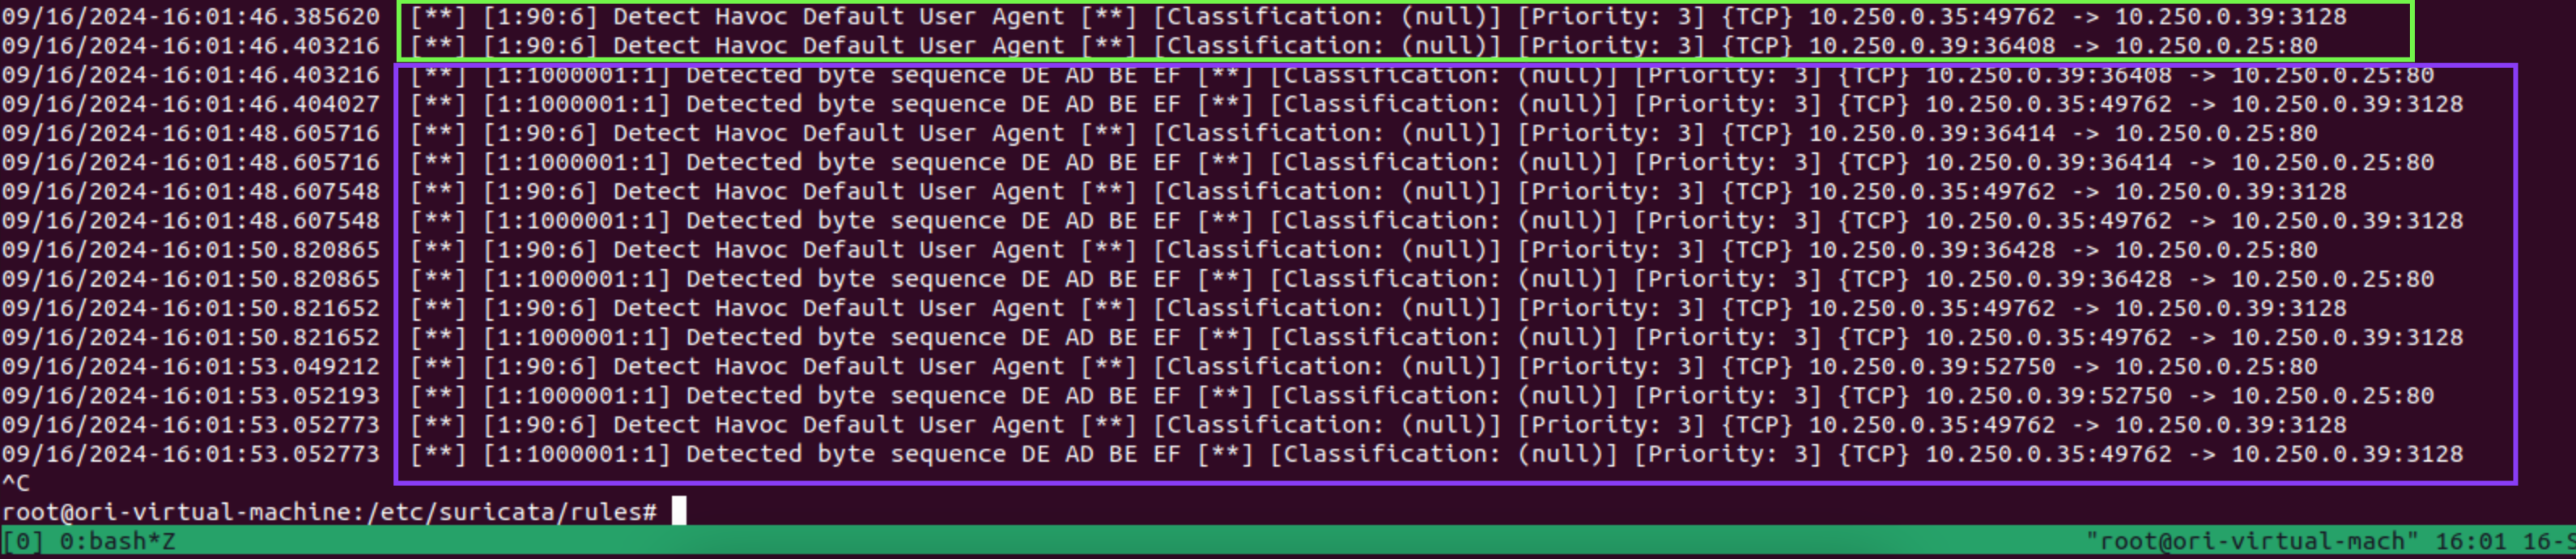 09/16/2024-16:01:46.385620  [**] [1:90:6] Detect Havoc Default User Agent [**] [Classification: (null)] [Priority: 3] {TCP} 10.250.0.35:49762 -> 10.250.0.39:3128
09/16/2024-16:01:46.403216  [**] [1:90:6] Detect Havoc Default User Agent [**] [Classification: (null)] [Priority: 3] {TCP} 10.250.0.39:36408 -> 10.250.0.25:80
09/16/2024-16:01:46.403216  [**] [1:1000001:1] Detected byte sequence DE AD BE EF [**] [Classification: (null)] [Priority: 3] {TCP} 10.250.0.39:36408 -> 10.250.0.25:80
09/16/2024-16:01:46.404027  [**] [1:1000001:1] Detected byte sequence DE AD BE EF [**] [Classification: (null)] [Priority: 3] {TCP} 10.250.0.35:49762 -> 10.250.0.39:3128
09/16/2024-16:01:48.605716  [**] [1:90:6] Detect Havoc Default User Agent [**] [Classification: (null)] [Priority: 3] {TCP} 10.250.0.39:36414 -> 10.250.0.25:80
09/16/2024-16:01:48.605716  [**] [1:1000001:1] Detected byte sequence DE AD BE EF [**] [Classification: (null)] [Priority: 3] {TCP} 10.250.0.39:36414 -> 10.250.0.25:80
09/16/2024-16:01:48.607548  [**] [1:90:6] Detect Havoc Default User Agent [**] [Classification: (null)] [Priority: 3] {TCP} 10.250.0.35:49762 -> 10.250.0.39:3128
09/16/2024-16:01:48.607548  [**] [1:1000001:1] Detected byte sequence DE AD BE EF [**] [Classification: (null)] [Priority: 3] {TCP} 10.250.0.35:49762 -> 10.250.0.39:3128
09/16/2024-16:01:50.820865  [**] [1:90:6] Detect Havoc Default User Agent [**] [Classification: (null)] [Priority: 3] {TCP} 10.250.0.39:36428 -> 10.250.0.25:80
09/16/2024-16:01:50.820865  [**] [1:1000001:1] Detected byte sequence DE AD BE EF [**] [Classification: (null)] [Priority: 3] {TCP} 10.250.0.39:36428 -> 10.250.0.25:80
09/16/2024-16:01:50.821652  [**] [1:90:6] Detect Havoc Default User Agent [**] [Classification: (null)] [Priority: 3] {TCP} 10.250.0.35:49762 -> 10.250.0.39:3128
09/16/2024-16:01:50.821652  [**] [1:1000001:1] Detected byte sequence DE AD BE EF [**] [Classification: (null)] [Priority: 3] {TCP} 10.250.0.35:49762 -> 10.250.0.39:3128
09/16/2024-16:01:53.049212  [**] [1:90:6] Detect Havoc Default User Agent [**] [Classification: (null)] [Priority: 3] {TCP} 10.250.0.39:52750 -> 10.250.0.25:80
09/16/2024-16:01:53.052193  [**] [1:1000001:1] Detected byte sequence DE AD BE EF [**] [Classification: (null)] [Priority: 3] {TCP} 10.250.0.39:52750 -> 10.250.0.25:80
09/16/2024-16:01:53.052773  [**] [1:90:6] Detect Havoc Default User Agent [**] [Classification: (null)] [Priority: 3] {TCP} 10.250.0.35:49762 -> 10.250.0.39:3128
09/16/2024-16:01:53.052773  [**] [1:1000001:1] Detected byte sequence DE AD BE EF [**] [Classification: (null)] [Priority: 3] {TCP} 10.250.0.35:49762 -> 10.250.0.39:3128
^C
root@ori-virtual-machine:/etc/suricata/rules#
[0] 0:bash*Z "root@ori-virtual-mach" 16:01 16-